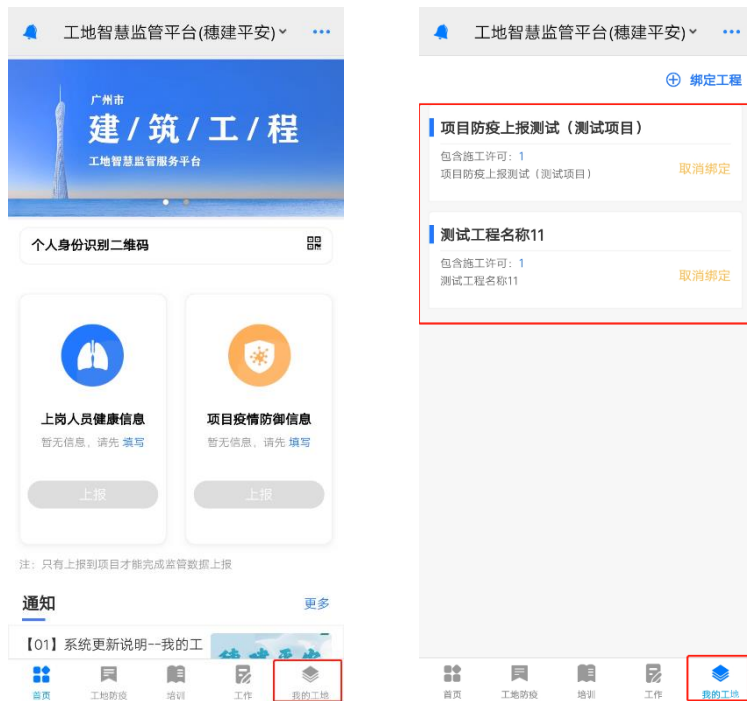 工地智慧监管平台(穗建平安)
广州市
建/筑/工/程
工地智慧监管服务平台
个人身份识别二维码
上岗人员健康信息
暂无信息，请先 填写
上报
项目疫情防御信息
暂无信息，请先 填写
上报
注：只有上报到项目才能完成监管数据上报
通知
更多
【01】系统更新说明--我的工
穗建平安
首页
工地防疫
培训
工作
我的工地
工地智慧监管平台(穗建平安)
绑定工程
项目防疫上报测试（测试项目）
包含施工许可：1
项目防疫上报测试（测试项目）
取消绑定
测试工程名称11
包含施工许可：1
测试工程名称11
取消绑定
首页
工地防疫
培训
工作
我的工地